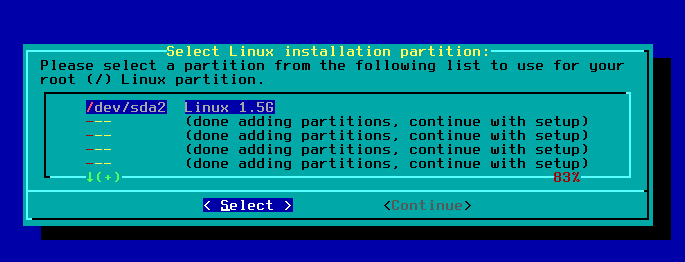 Select Linux installation partition:
Please select a partition from the following list to use for your
root (/) Linux partition.
/dev/sda2 Linux 1.5G
--- (done adding partitions, continue with setup)
--- (done adding partitions, continue with setup)
--- (done adding partitions, continue with setup)
--- (done adding partitions, continue with setup)
↓(+) 83%
< Select > <Continue>